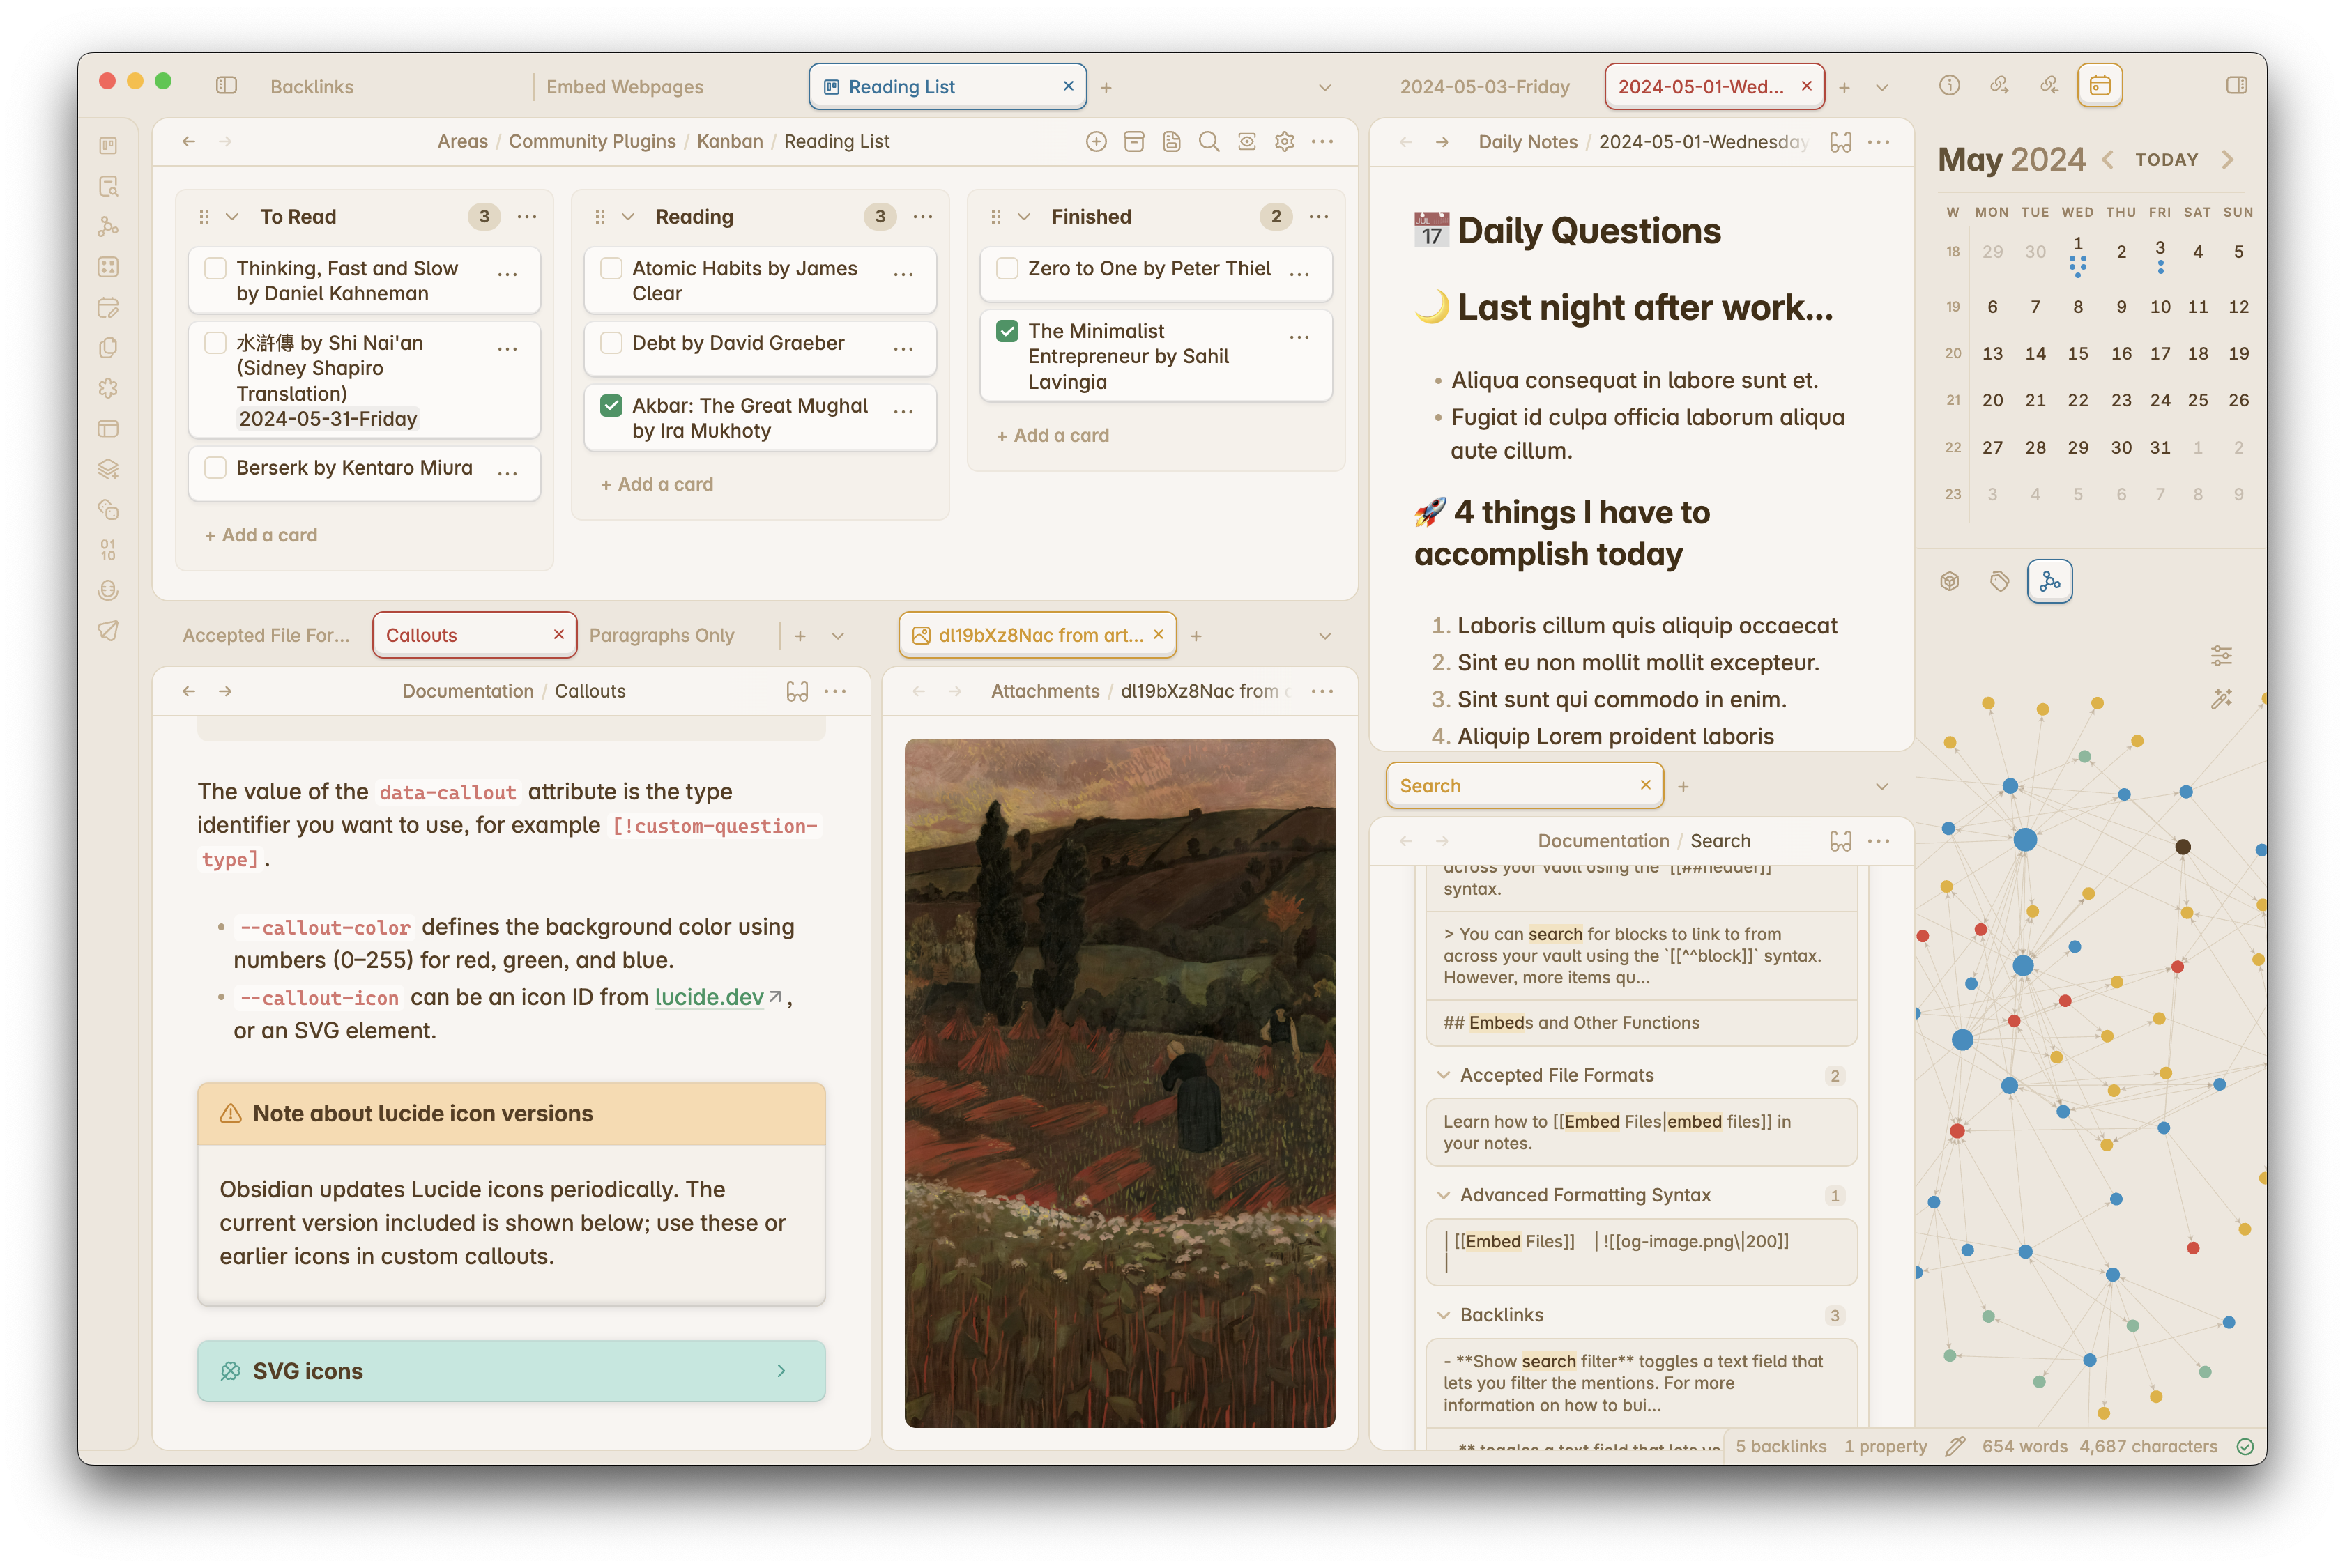 Backlinks
Embed Webpages
Reading List
2024-05-03-Friday
2024-05-01-Wed...
Areas / Community Plugins / Kanban / Reading List
To Read 3
Thinking, Fast and Slow
by Daniel Kahneman
水滸傳 by Shi Nai'an
(Sidney Shapiro
Translation)
2024-05-31-Friday
Berserk by Kentaro Miura
+ Add a card
Reading 3
Atomic Habits by James
Clear
Debt by David Graeber
Akbar: The Great Mughal
by Ira Mukhoty
+ Add a card
Finished 2
Zero to One by Peter Thiel
The Minimalist
Entrepreneur by Sahil
Lavingia
+ Add a card
01
10
Accepted File For...
Callouts
Paragraphs Only
Documentation / Callouts
The value of the data-callout attribute is the type
identifier you want to use, for example [!custom-question-
type] .
• --callout-color defines the background color using
numbers (0–255) for red, green, and blue.
• --callout-icon can be an icon ID from lucide.dev ,
or an SVG element.
Note about lucide icon versions
Obsidian updates Lucide icons periodically. The
current version included is shown below; use these or
earlier icons in custom callouts.
SVG icons
dl19bXz8Nac from art...
Attachments / dl19bXz8Nac from
Daily Notes / 2024-05-01-Wednesday
JUL
17
Daily Questions
Last night after work...
• Aliqua consequat in labore sunt et.
• Fugiat id culpa officia laborum aliqua
aute cillum.
4 things I have to
accomplish today
1. Laboris cillum quis aliquip occaecat
2. Sint eu non mollit mollit excepteur.
3. Sint sunt qui commodo in enim.
4. Aliquip Lorem proident laboris
Search
Documentation / Search
across your vault using the `[[##header]]`
syntax.
> You can search for blocks to link to from
across your vault using the `[[^^block]]` syntax.
However, more items qu...
## Embeds and Other Functions
Accepted File Formats 2
Learn how to [[Embed Files|embed files]] in
your notes.
Advanced Formatting Syntax 1
| [[Embed Files]] | ![[og-image.png\|200]]
|
Backlinks 3
- **Show search filter** toggles a text field that
lets you filter the mentions. For more
information on how to bui...
** toggles a text field that lets
May 2024 TODAY
W MON TUE WED THU FRI SAT SUN
18 29 30 1 2 3 4 5
19 6 7 8 9 10 11 12
20 13 14 15 16 17 18 19
21 20 21 22 23 24 25 26
22 27 28 29 30 31 1 2
23 3 4 5 6 7 8 9
5 backlinks 1 property 654 words 4,687 characters